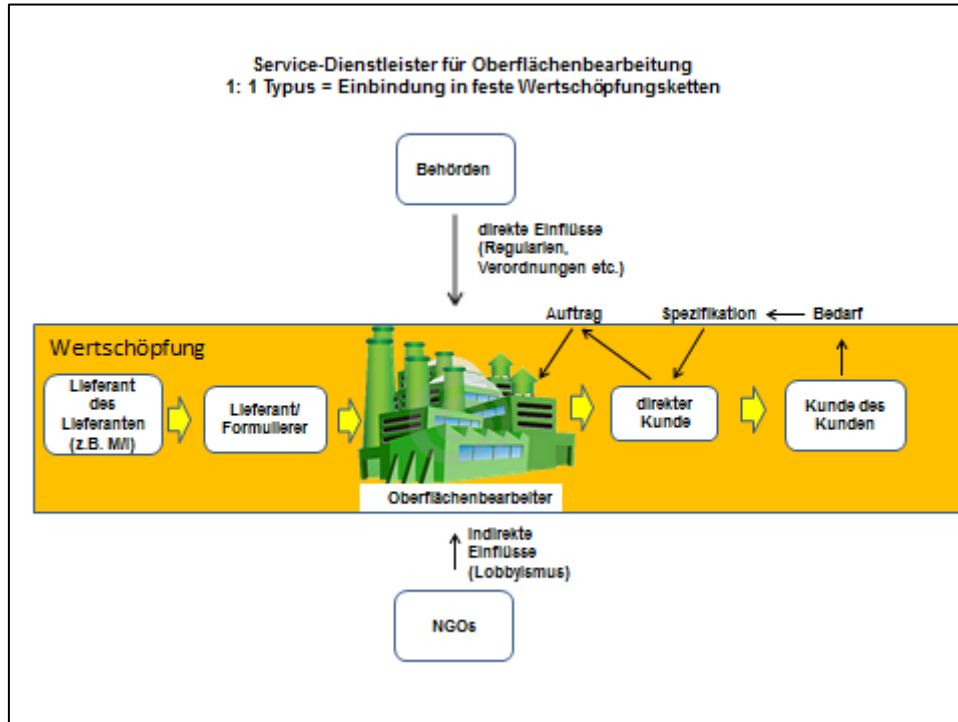 Service-Dienstleister für Oberflächenbearbeitung
1: 1 Typus = Einbindung in feste Wertschöpfungsketten
Behörden
direkte Einflüsse
(Regularien,
Verordnungen etc.)
Auftrag
Spezifikation
Bedarf
Wertschöpfung
Lieferant
des
Lieferanten
(z.B. M/I)
Lieferant/
Formulierer
direkter
Kunde
Kunde des
Kunden
Oberflächenbearbeiter
Indirekte
Einflüsse
(Lobbyismus)
NGOs